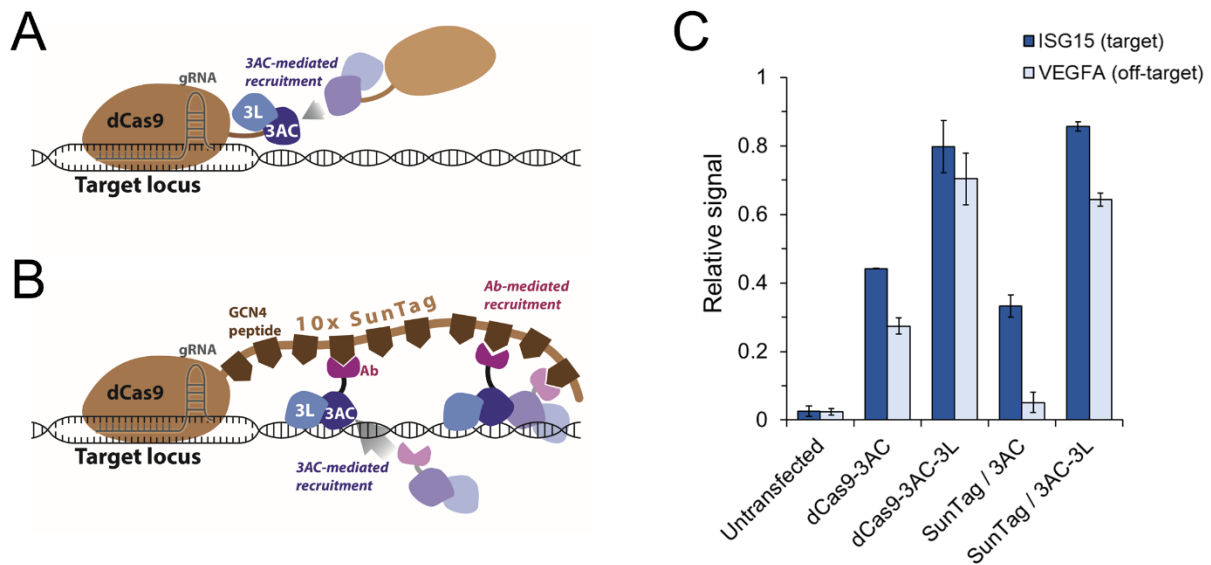 A
gRNA
3AC-mediated
recruitment
dCas9
3L
3AC
Target locus
B
GCN4
peptide
10x SunTag
Ab-mediated
recruitment
gRNA
dCas9
Ab
3L
3AC
Target locus
3AC-mediated
recruitment
C
ISG15 (target)
VEGFA (off-target)
Relative signal
1
0.8
0.6
0.4
0.2
0
Untransfected
dCas9-3AC
dCas9-3AC-3L
SunTag / 3AC
SunTag / 3AC-3L